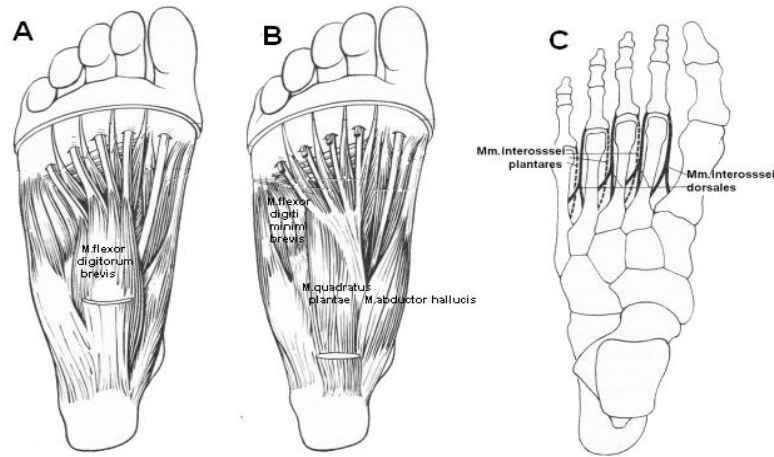 A
B
C
M.flexor
digitorum
brevis
M.flexor
digiti
minimi
brevis
M.quadratus
plantae
M.abductor hallucis
Mm.interosssei
plantares
Mm.interosssei
dorsales